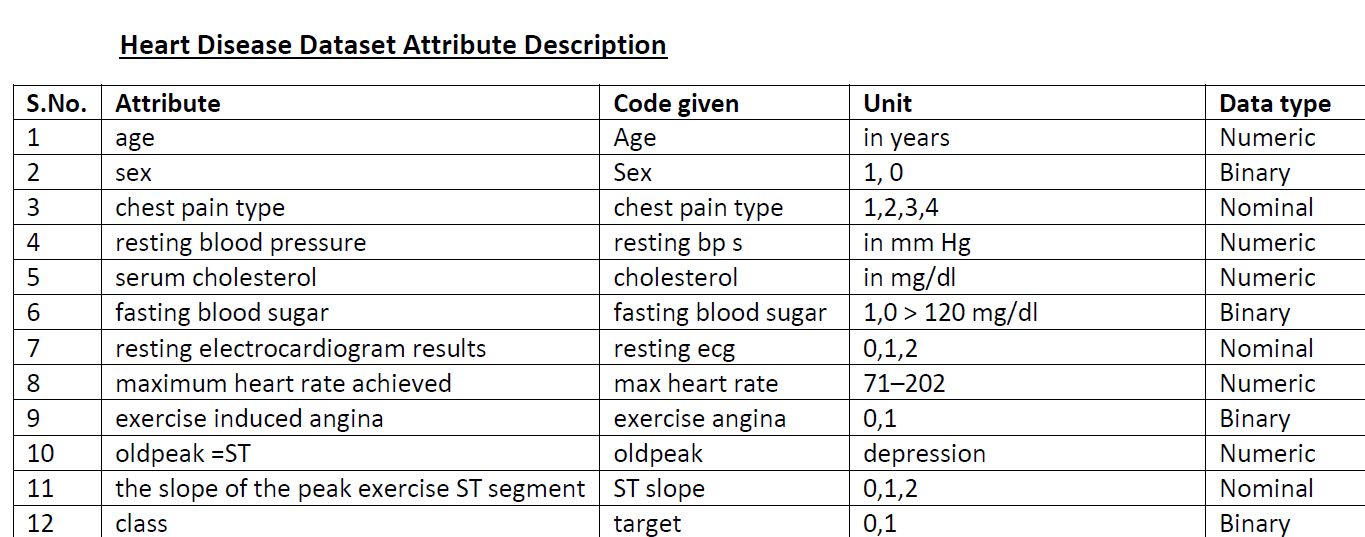 Heart Disease Dataset Attribute Description
S.No. Attribute Code given Unit Data type
1 age Age in years Numeric
2 sex Sex 1, 0 Binary
3 chest pain type chest pain type 1,2,3,4 Nominal
4 resting blood pressure resting bp s in mm Hg Numeric
5 serum cholesterol cholesterol in mg/dl Numeric
6 fasting blood sugar fasting blood sugar 1,0 > 120 mg/dl Binary
7 resting electrocardiogram results resting ecg 0,1,2 Nominal
8 maximum heart rate achieved max heart rate 71–202 Numeric
9 exercise induced angina exercise angina 0,1 Binary
10 oldpeak =ST oldpeak depression Numeric
11 the slope of the peak exercise ST segment ST slope 0,1,2 Nominal
12 class target 0,1 Binary